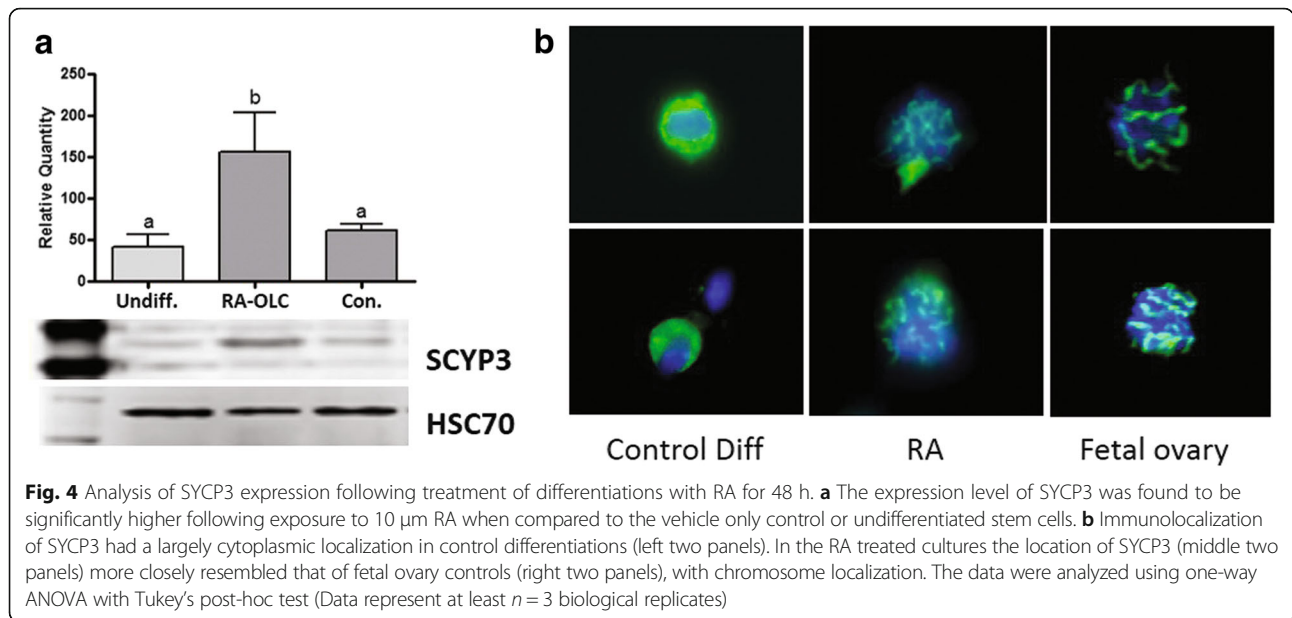 a
b
250
200
150
100
50
0
Relative Quantity
a
b
a
Undiff. RA-OLC Con.
SCYP3
HSC70
Control Diff RA Fetal ovary
Fig. 4 Analysis of SYCP3 expression following treatment of differentiations with RA for 48 h. a The expression level of SYCP3 was found to be
significantly higher following exposure to 10 μm RA when compared to the vehicle only control or undifferentiated stem cells. b Immunolocalization
of SYCP3 had a largely cytoplasmic localization in control differentiations (left two panels). In the RA treated cultures the location of SYCP3 (middle two
panels) more closely resembled that of fetal ovary controls (right two panels), with chromosome localization. The data were analyzed using one-way
ANOVA with Tukey's post-hoc test (Data represent at least n = 3 biological replicates)